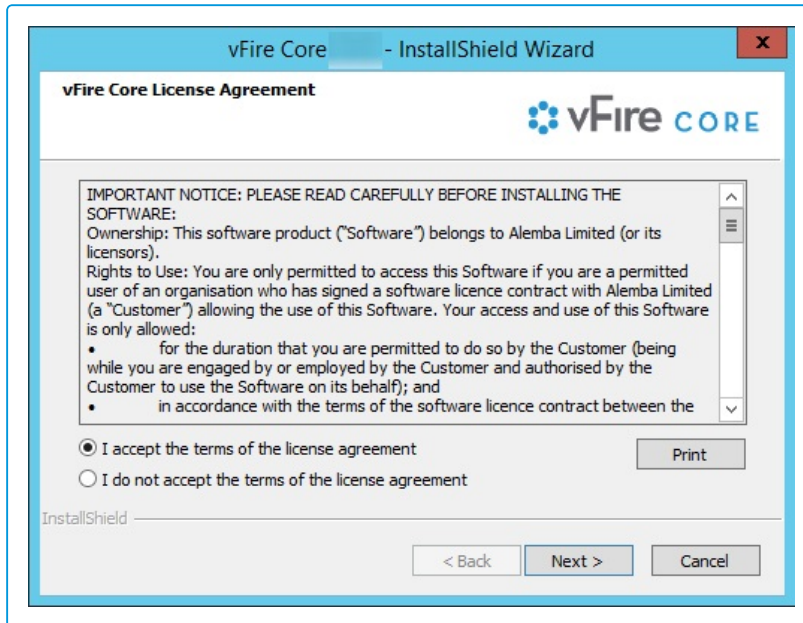 vFire Core - InstallShield Wizard
x
vFire Core License Agreement
vFire CORE
IMPORTANT NOTICE: PLEASE READ CAREFULLY BEFORE INSTALLING THE
SOFTWARE:
Ownership: This software product ("Software") belongs to Alemba Limited (or its
licensors).
Rights to Use: You are only permitted to access this Software if you are a permitted
user of an organisation who has signed a software licence contract with Alemba Limited
(a "Customer") allowing the use of this Software. Your access and use of this Software
is only allowed:
• for the duration that you are permitted to do so by the Customer (being
while you are engaged by or employed by the Customer and authorised by the
Customer to use the Software on its behalf); and
• in accordance with the terms of the software licence contract between the
I accept the terms of the license agreement
Print
I do not accept the terms of the license agreement
InstallShield
< Back Next > Cancel